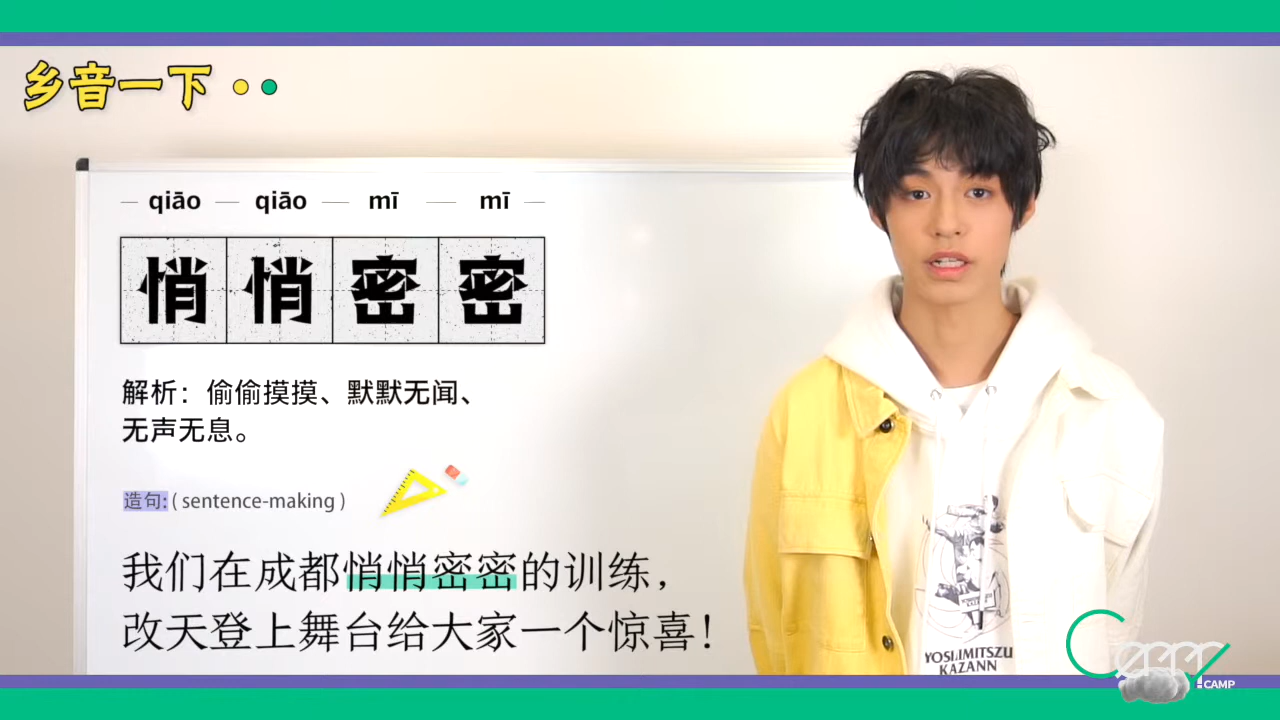 乡音一下
qiāo qiāo mī mī
悄悄密密
解析：偷偷摸摸、默默无闻、
无声无息。
造句:( sentence-making )
我们在成都悄悄密密的训练，
改天登上舞台给大家一个惊喜！
YOSHIMITSZU
KAZANN
CAMP